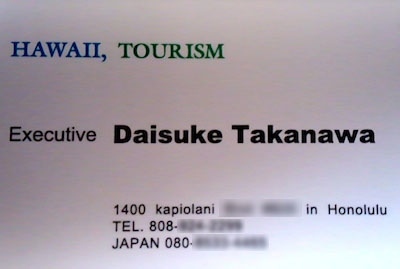 HAWAII, TOURISM
Executive Daisuke Takanawa
1400 kapiolani in Honolulu
TEL. 808-
JAPAN 080-